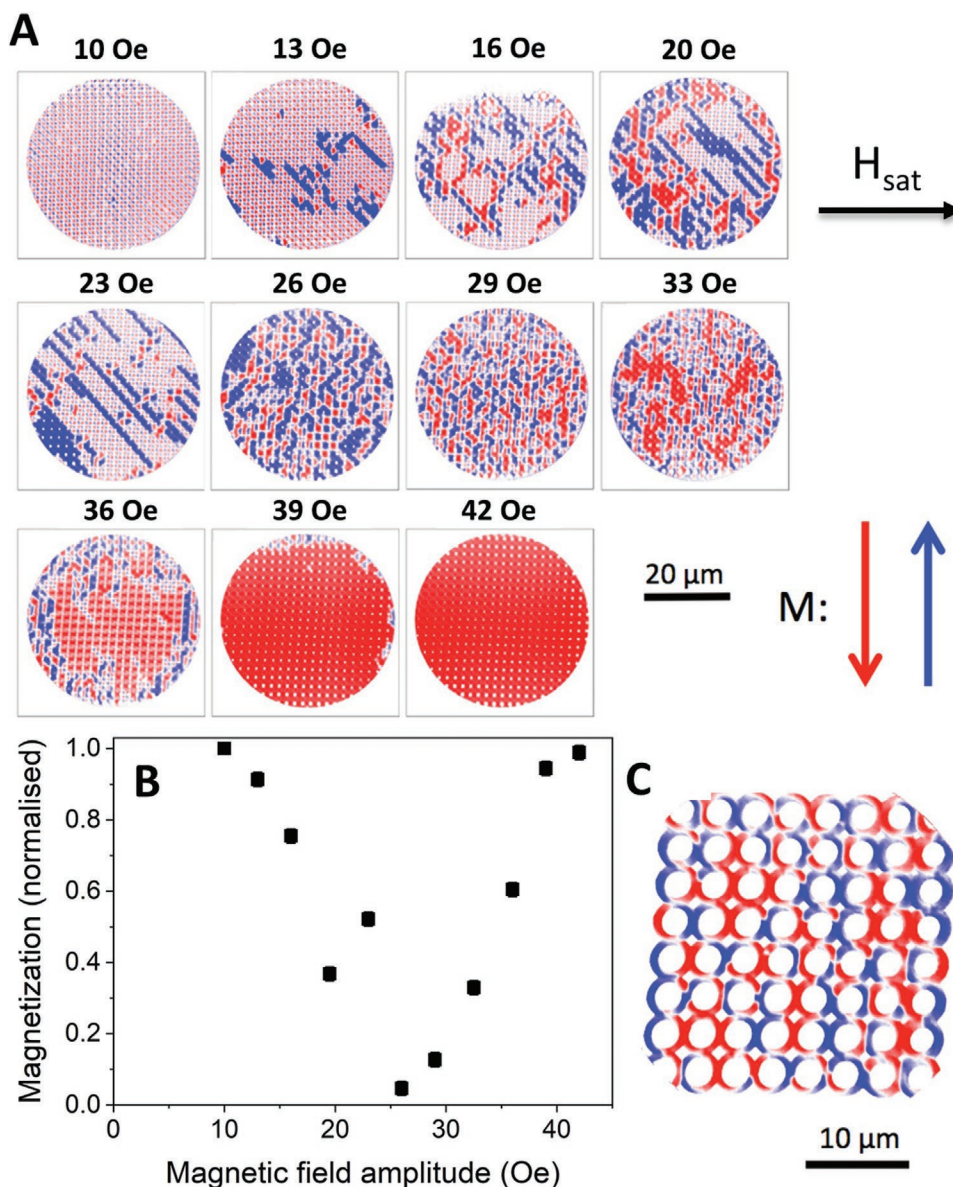 A
10 Oe 13 Oe 16 Oe 20 Oe
Hsat
23 Oe 26 Oe 29 Oe 33 Oe
36 Oe 39 Oe 42 Oe
20 µm
M:
B
Magnetization (normalised)
1.0
0.8
0.6
0.4
0.2
0.0
0 10 20 30 40
Magnetic field amplitude (Oe)
C
10 µm